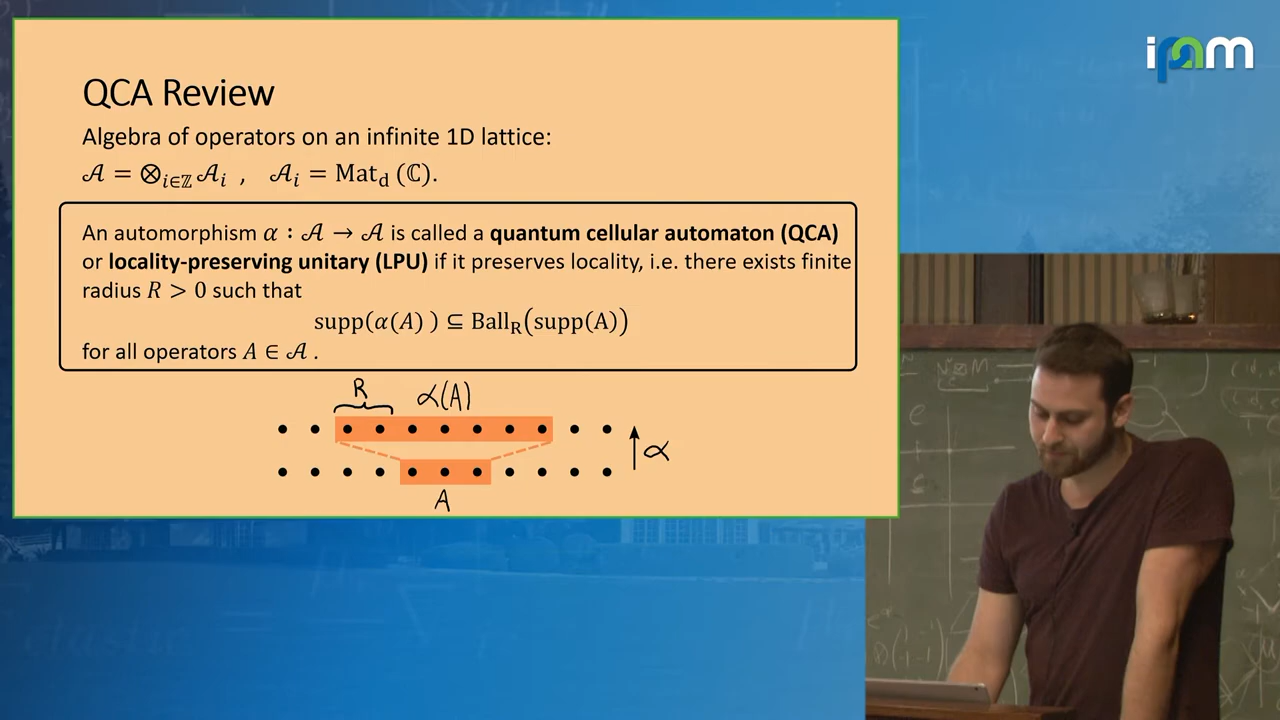 ipam
QCA Review
Algebra of operators on an infinite 1D lattice:
𝒜 = ⊗_{i∈ℤ} 𝒜_i , 𝒜_i = Mat_d (ℂ).
An automorphism α : 𝒜 → 𝒜 is called a quantum cellular automaton (QCA)
or locality-preserving unitary (LPU) if it preserves locality, i.e. there exists finite
radius R > 0 such that
supp(α(A) ) ⊆ Ball_R(supp(A))
for all operators A ∈ 𝒜 .
R α(A)
α
A